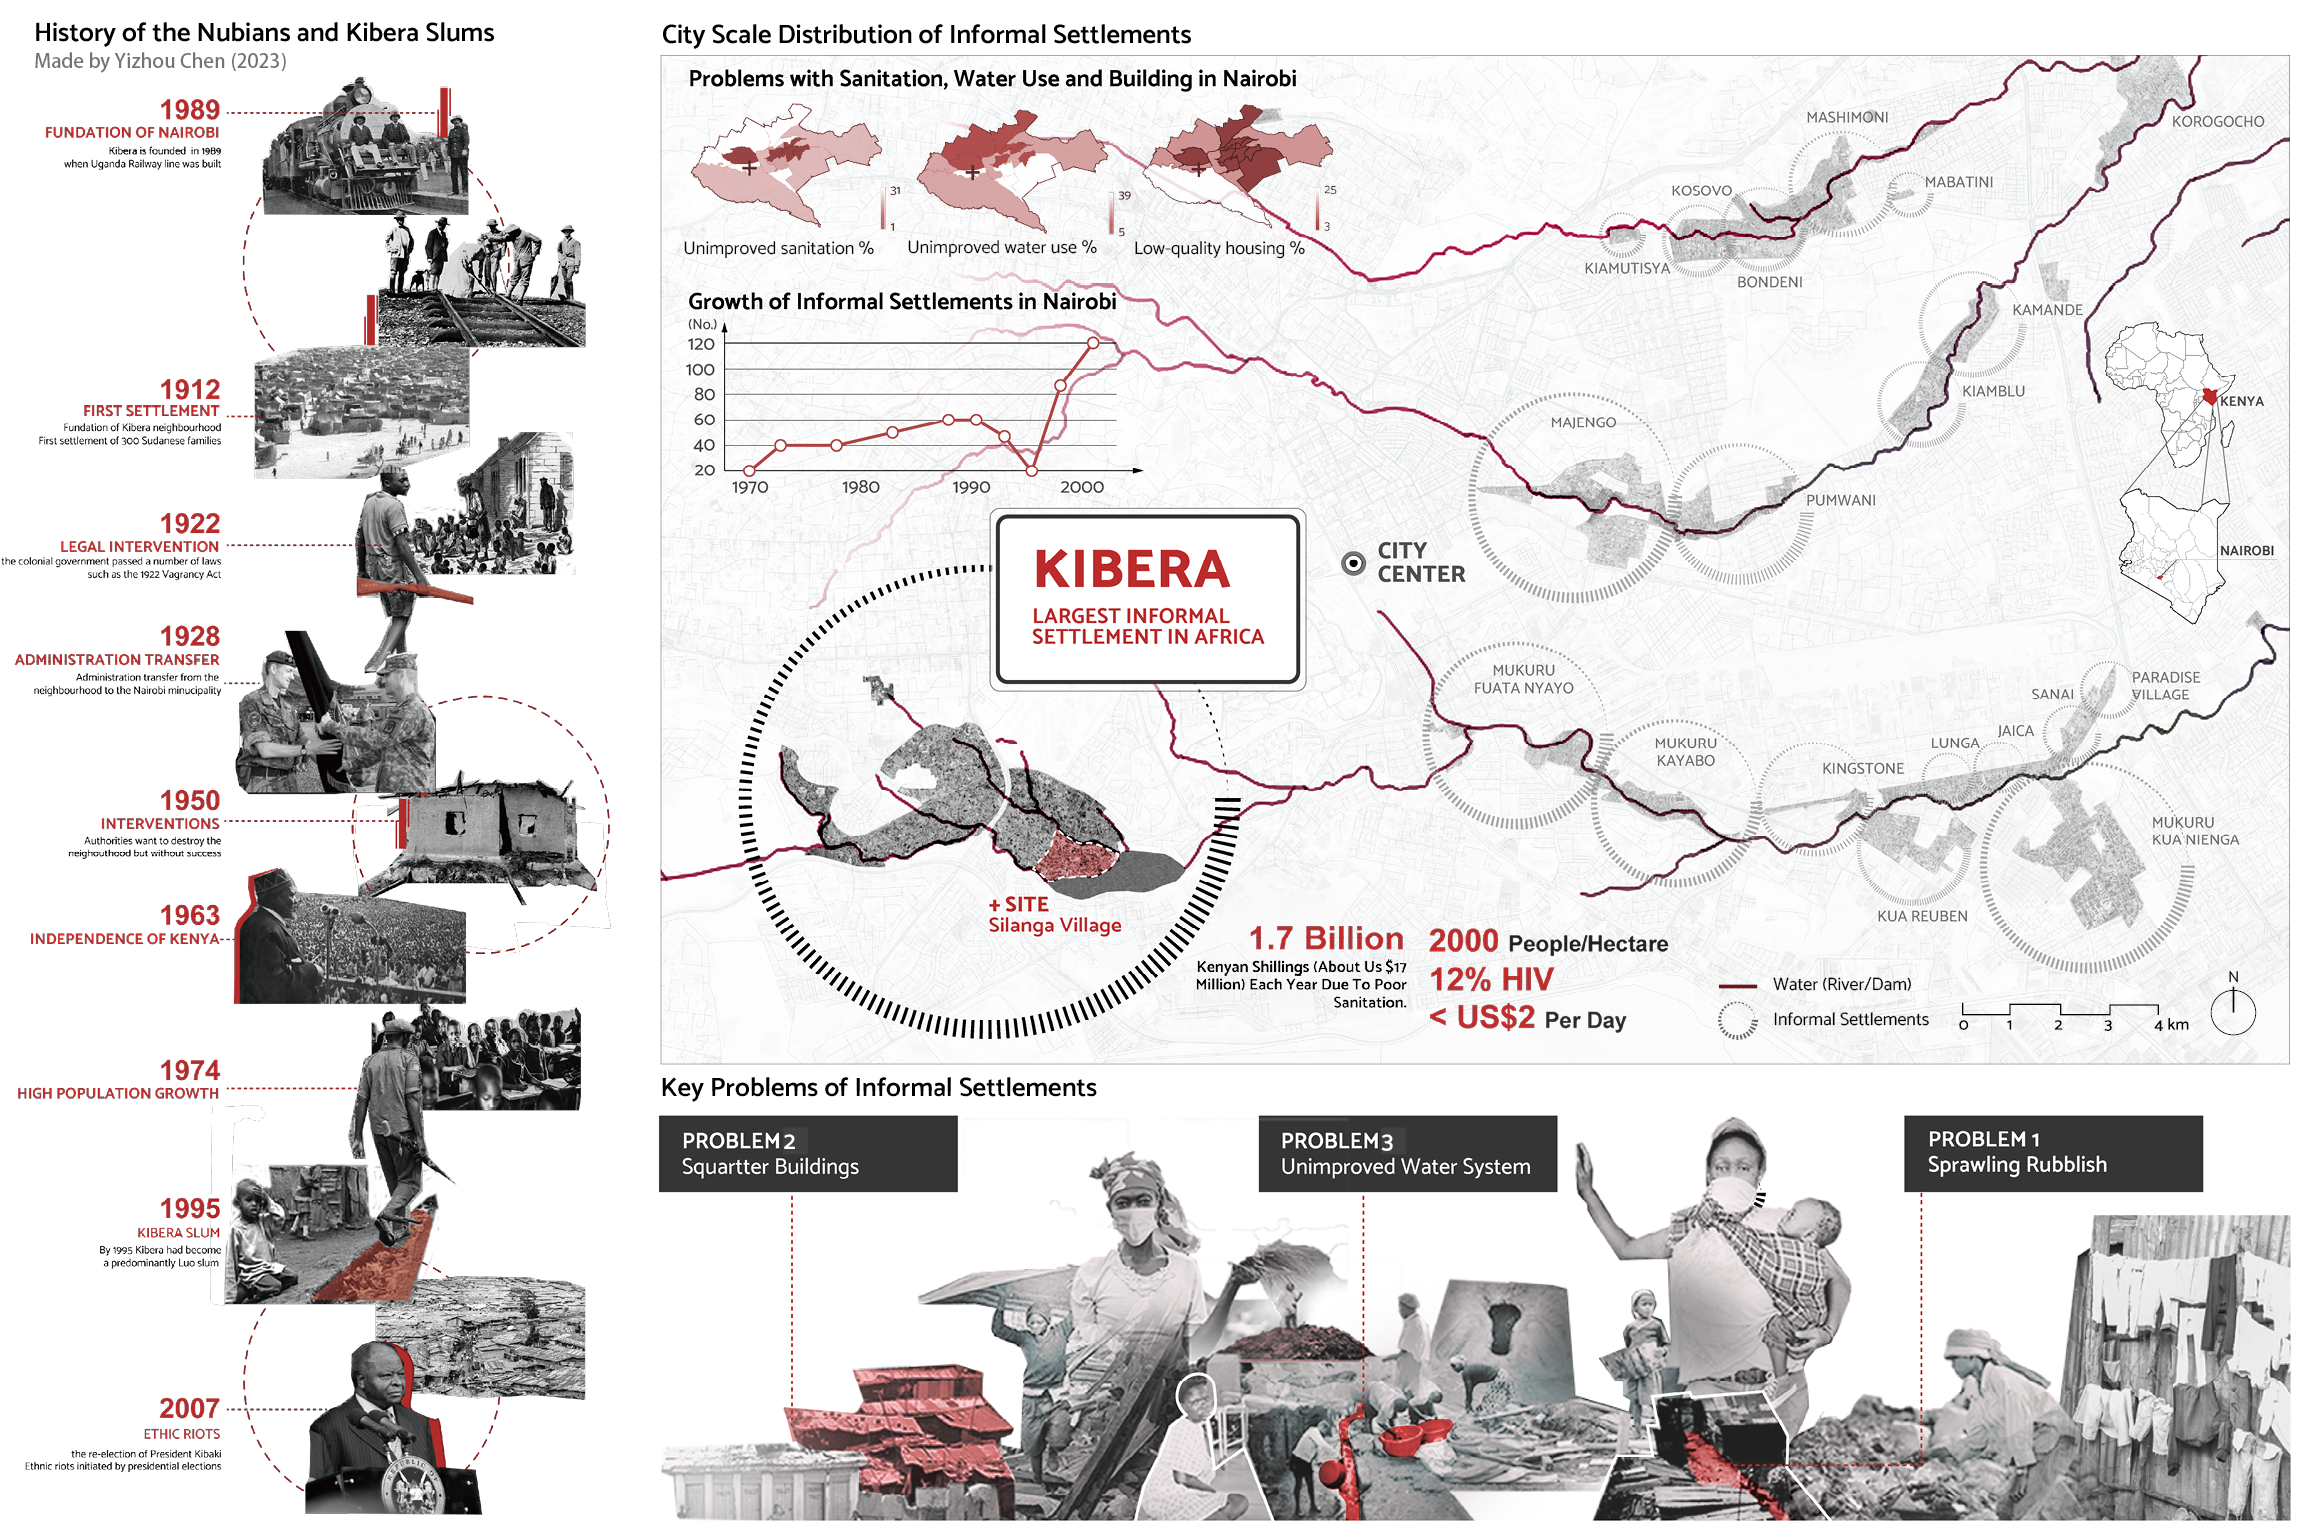 History of the Nubians and Kibera Slums
Made by Yizhou Chen (2023)
1989
FUNDATION OF NAIROBI
Kibera is founded in 1989
when Uganda Railway line was built
1912
FIRST SETTLEMENT
Fundation of Kibera neighbourhood
First settlement of 300 Sudanese families
1922
LEGAL INTERVENTION
the colonial government passed a number of laws
such as the 1922 Vagrancy Act
1928
ADMINISTRATION TRANSFER
Administration transfer from the
neighbourhood to the Nairobi minucipality
1950
INTERVENTIONS
Authorities want to destroy the
neighouthood but without success
1963
INDEPENDENCE OF KENYA
1974
HIGH POPULATION GROWTH
1995
KIBERA SLUM
By 1995 Kibera had become
a predominantly Luo slum
2007
ETHIC RIOTS
the re-election of President Kibaki
Ethnic riots initiated by presidential elections
REPUBLIC OF
City Scale Distribution of Informal Settlements
Problems with Sanitation, Water Use and Building in Nairobi
31
1
Unimproved sanitation %
39
5
Unimproved water use %
25
3
Low-quality housing %
Growth of Informal Settlements in Nairobi
(No.)
120
100
80
60
40
20
1970 1980 1990 2000
KIBERA
LARGEST INFORMAL
SETTLEMENT IN AFRICA
CITY
CENTER
MASHIMONI
KOROGOCHO
KOSOVO
MABATINI
KIAMUTISYA
BONDENI
KAMANDE
KIAMBLU
MAJENGO
PUMWANI
KENYA
NAIROBI
MUKURU
FUATA NYAYO
MUKURU
KAYABO
KINGSTONE
LUNGA
JAICA
SANAI
PARADISE
VILLAGE
MUKURU
KUA NIENGA
KUA REUBEN
+ SITE
Silanga Village
1.7 Billion
Kenyan Shillings (About Us $17
Million) Each Year Due To Poor
Sanitation.
2000 People/Hectare
12% HIV
< US$2 Per Day
Water (River/Dam)
Informal Settlements
0 1 2 3 4 km
N
Key Problems of Informal Settlements
PROBLEM 2
Squartter Buildings
PROBLEM 3
Unimproved Water System
PROBLEM 1
Sprawling Rubblish